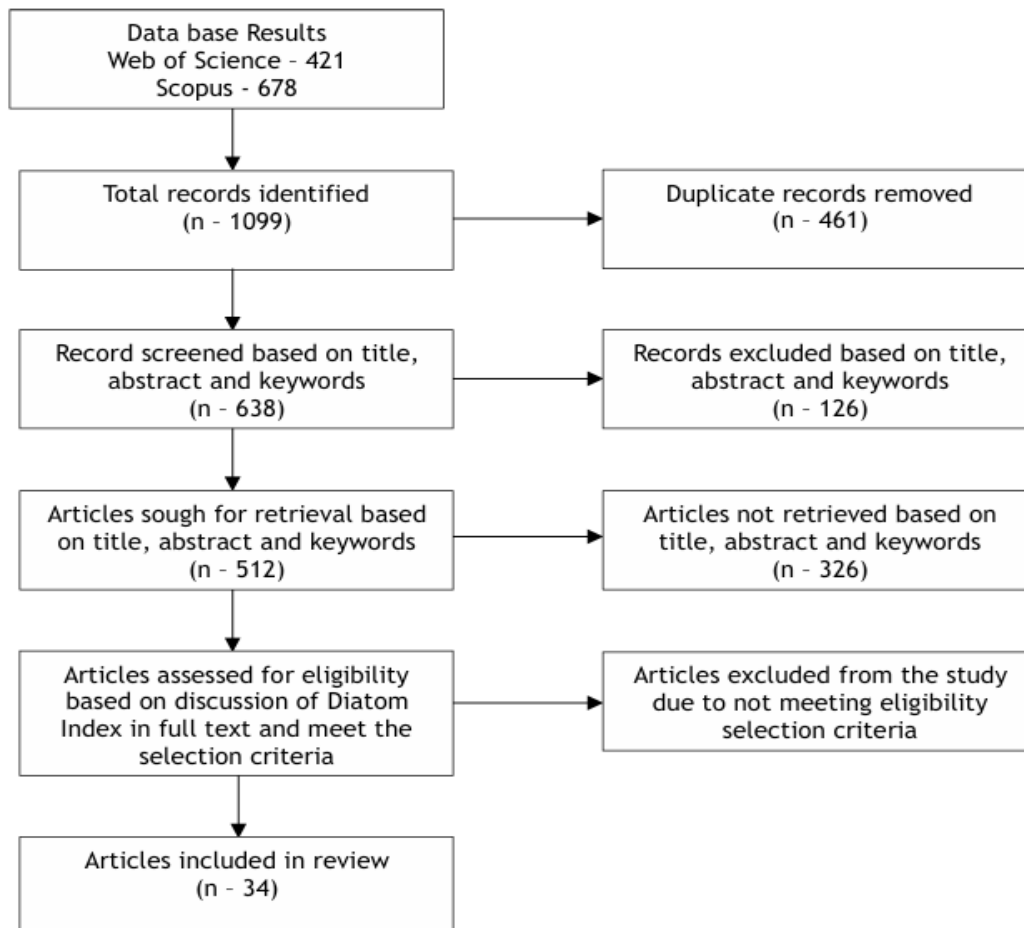 Data base Results
Web of Science – 421
Scopus - 678
Total records identified
(n – 1099)
Duplicate records removed
(n – 461)
Record screened based on title,
abstract and keywords
(n – 638)
Records excluded based on title,
abstract and keywords
(n – 126)
Articles sough for retrieval based
on title, abstract and keywords
(n – 512)
Articles not retrieved based on
title, abstract and keywords
(n – 326)
Articles assessed for eligibility
based on discussion of Diatom
Index in full text and meet the
selection criteria
Articles excluded from the study
due to not meeting eligibility
selection criteria
Articles included in review
(n – 34)